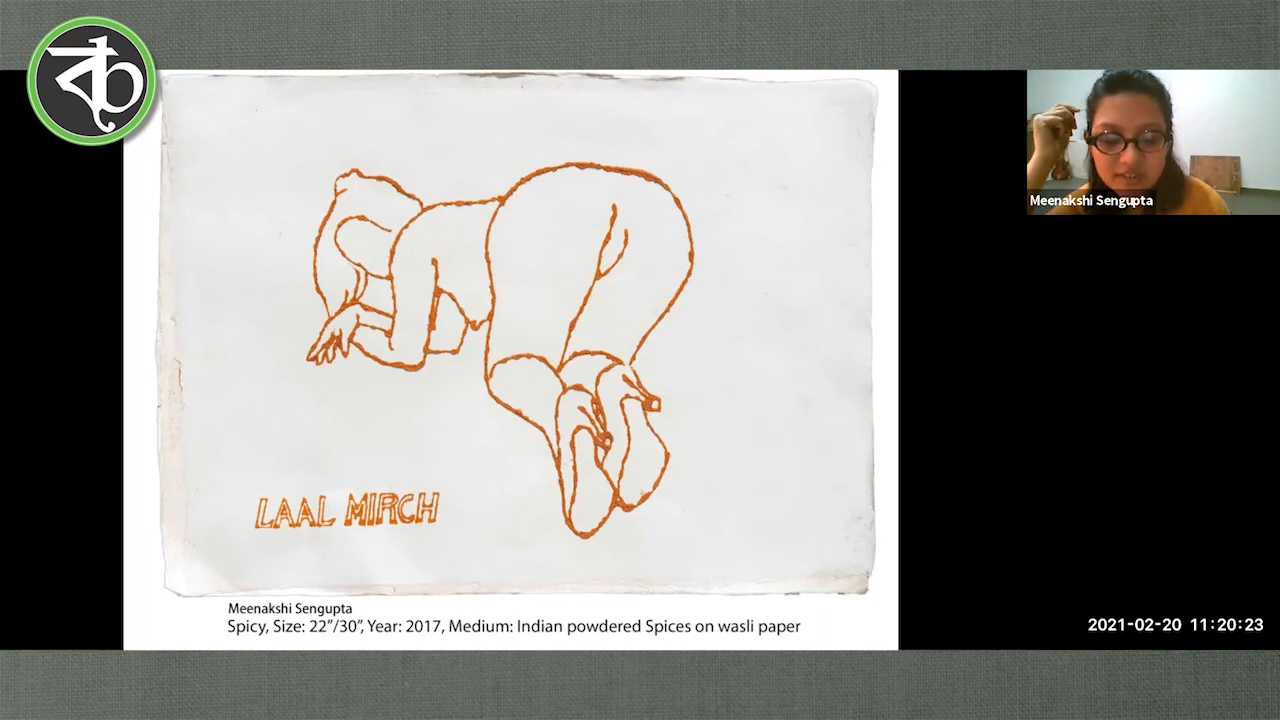 ক
Meenakshi Sengupta
LAAL MIRCH
Meenakshi Sengupta
Spicy, Size: 22”/30”, Year: 2017, Medium: Indian powdered Spices on wasli paper
2021-02-20 11:20:23